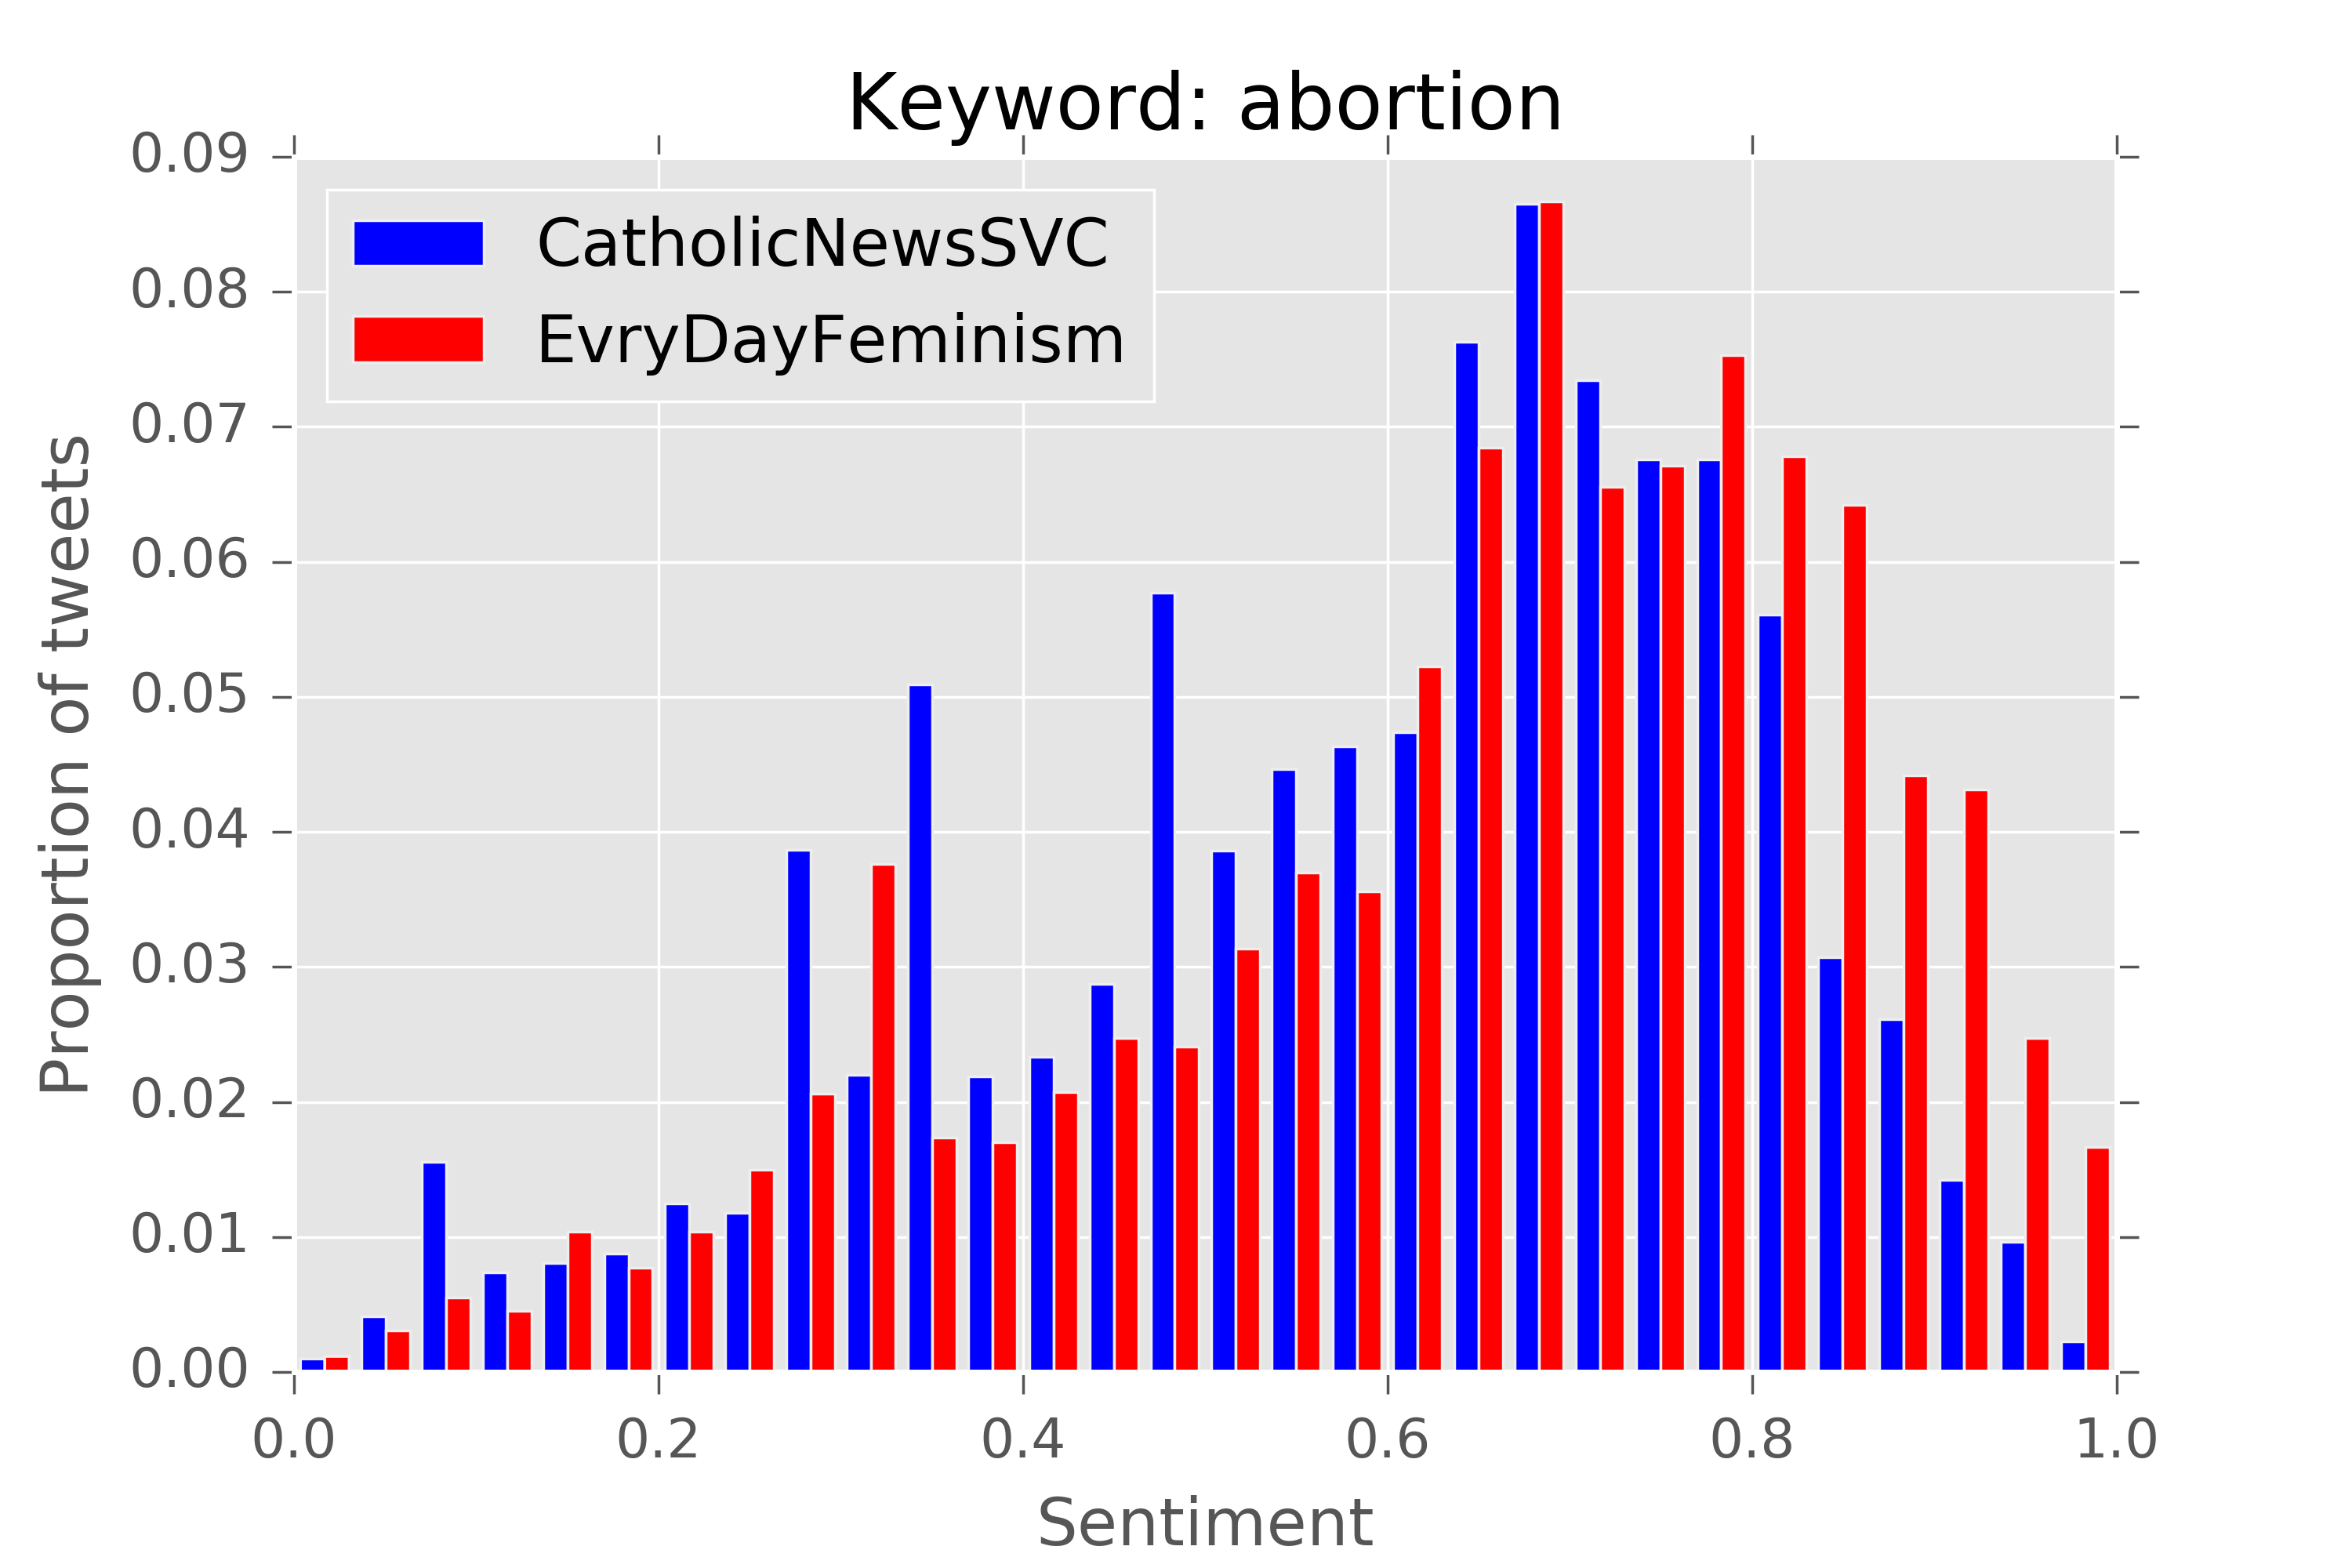 Keyword: abortion
CatholicNewsSVC
EvryDayFeminism
Proportion of tweets
0.09
0.08
0.07
0.06
0.05
0.04
0.03
0.02
0.01
0.00
0.0 0.2 0.4 0.6 0.8 1.0
Sentiment